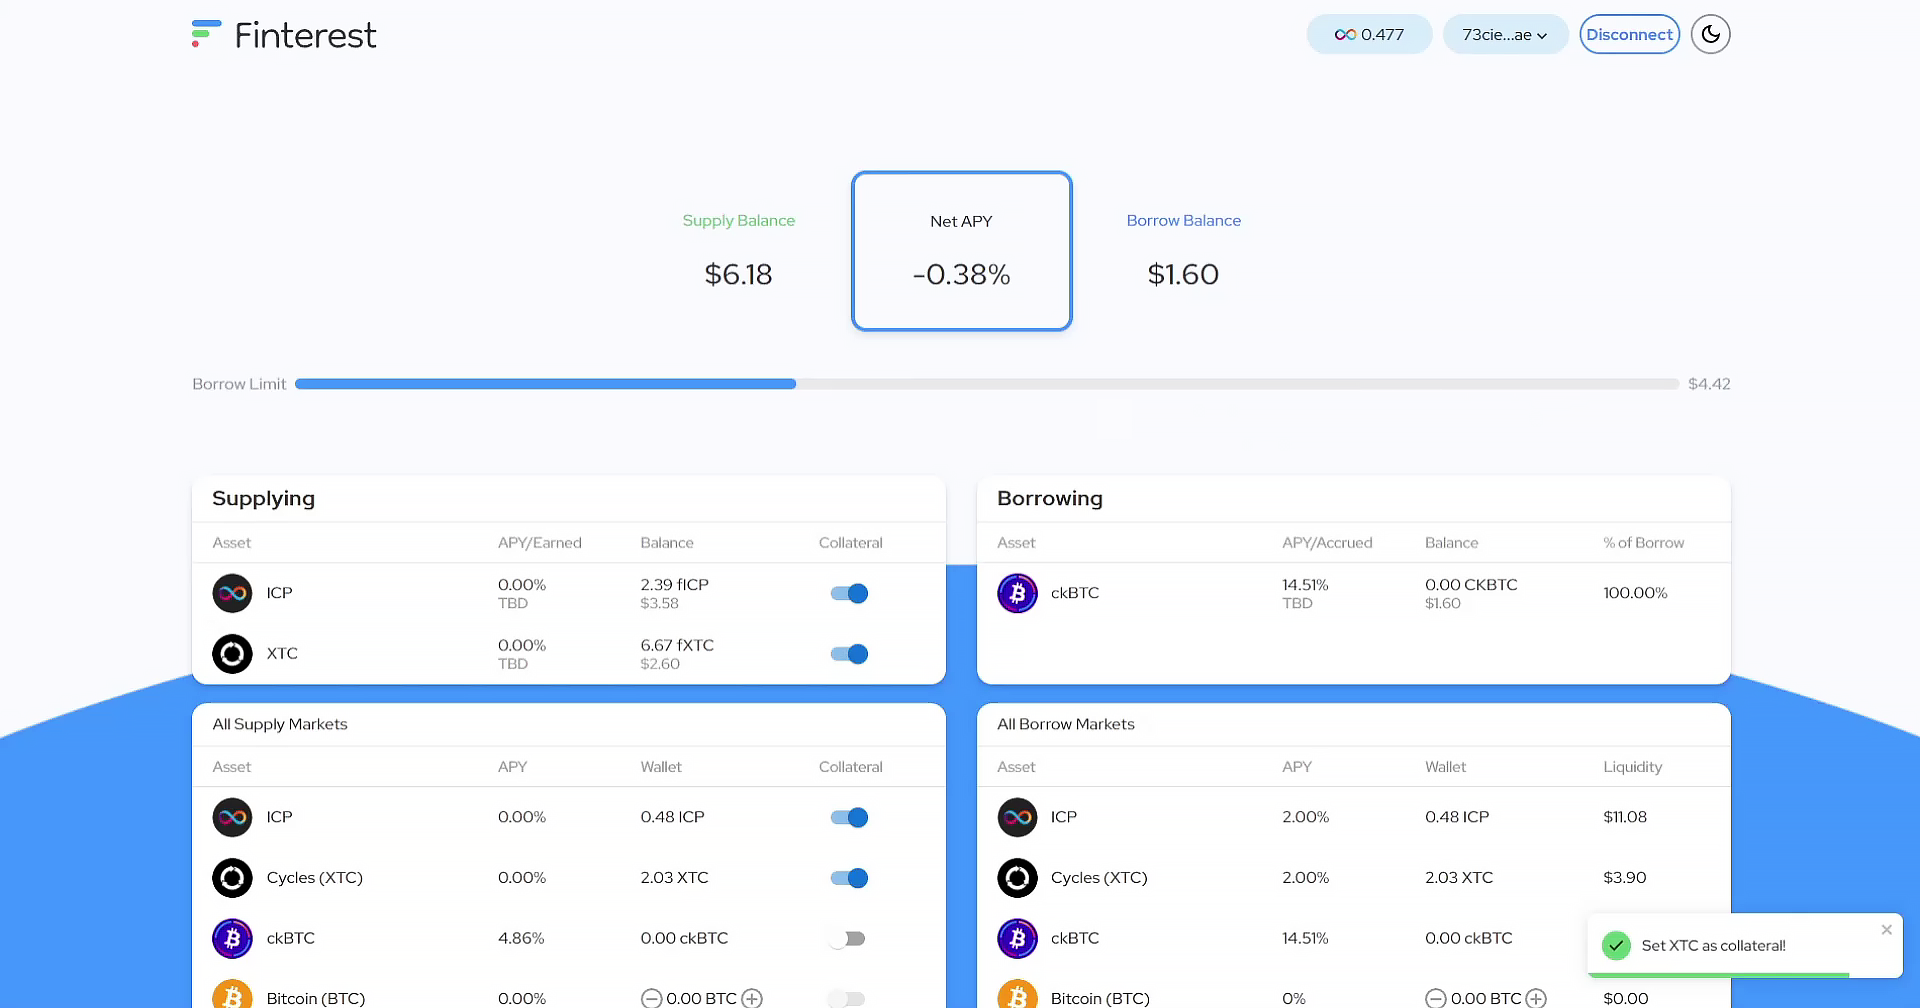 Finterest
0.477
73cie...ae
Disconnect
Supply Balance
$6.18
Net APY
-0.38%
Borrow Balance
$1.60
Borrow Limit
$4.42
Supplying
Asset APY/Earned Balance Collateral
ICP 0.00% TBD 2.39 fICP $3.58
XTC 0.00% TBD 6.67 fXTC $2.60
Borrowing
Asset APY/Accrued Balance % of Borrow
ckBTC 14.51% TBD 0.00 CKBTC $1.60 100.00%
All Supply Markets
Asset APY Wallet Collateral
ICP 0.00% 0.48 ICP
Cycles (XTC) 0.00% 2.03 XTC
ckBTC 4.86% 0.00 ckBTC
Bitcoin (BTC) 0.00% 0.00 BTC
All Borrow Markets
Asset APY Wallet Liquidity
ICP 2.00% 0.48 ICP $11.08
Cycles (XTC) 2.00% 2.03 XTC $3.90
ckBTC 14.51% 0.00 ckBTC
Bitcoin (BTC) 0% 0.00 BTC $0.00
Set XTC as collateral!